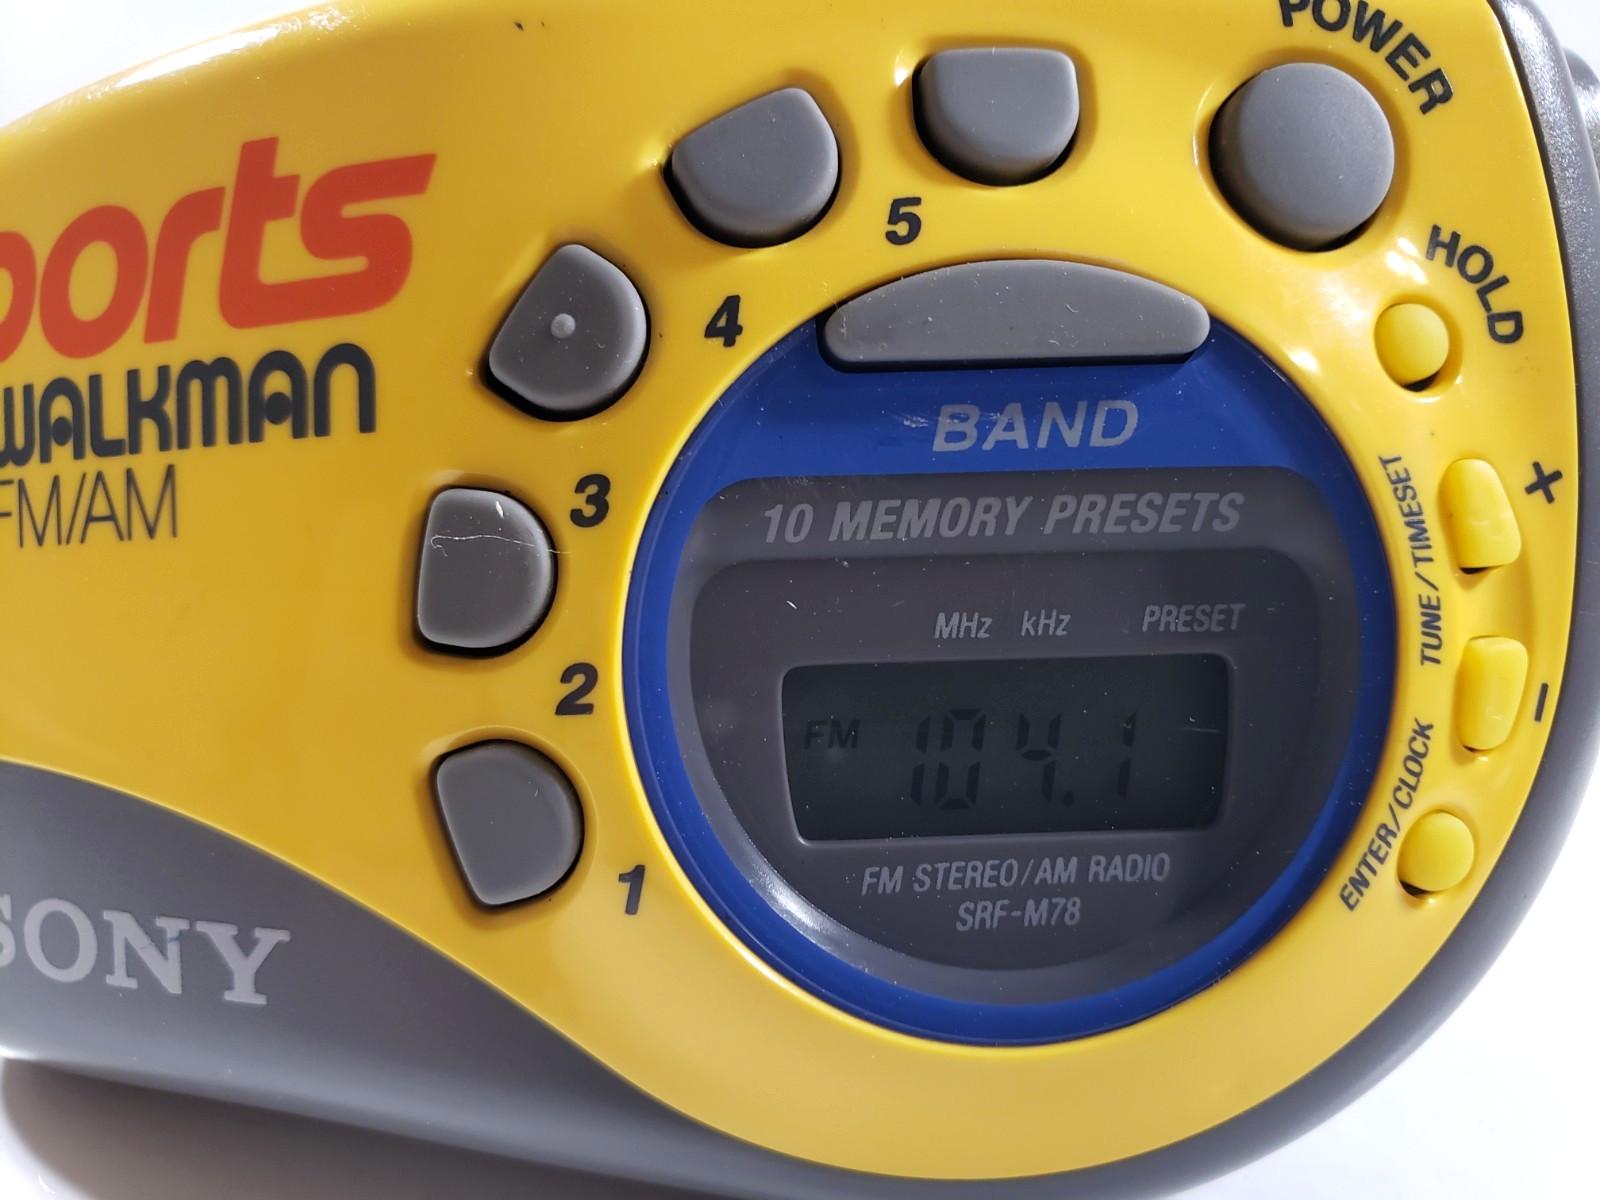 ports
WALKMAN
FM/AM
SONY
POWER
HOLD
5
4
3
2
1
BAND
10 MEMORY PRESETS
MHz kHz PRESET
FM 104.1
FM STEREO/AM RADIO
SRF-M78
+
TUNE/TIMESET
-
ENTER/CLOCK